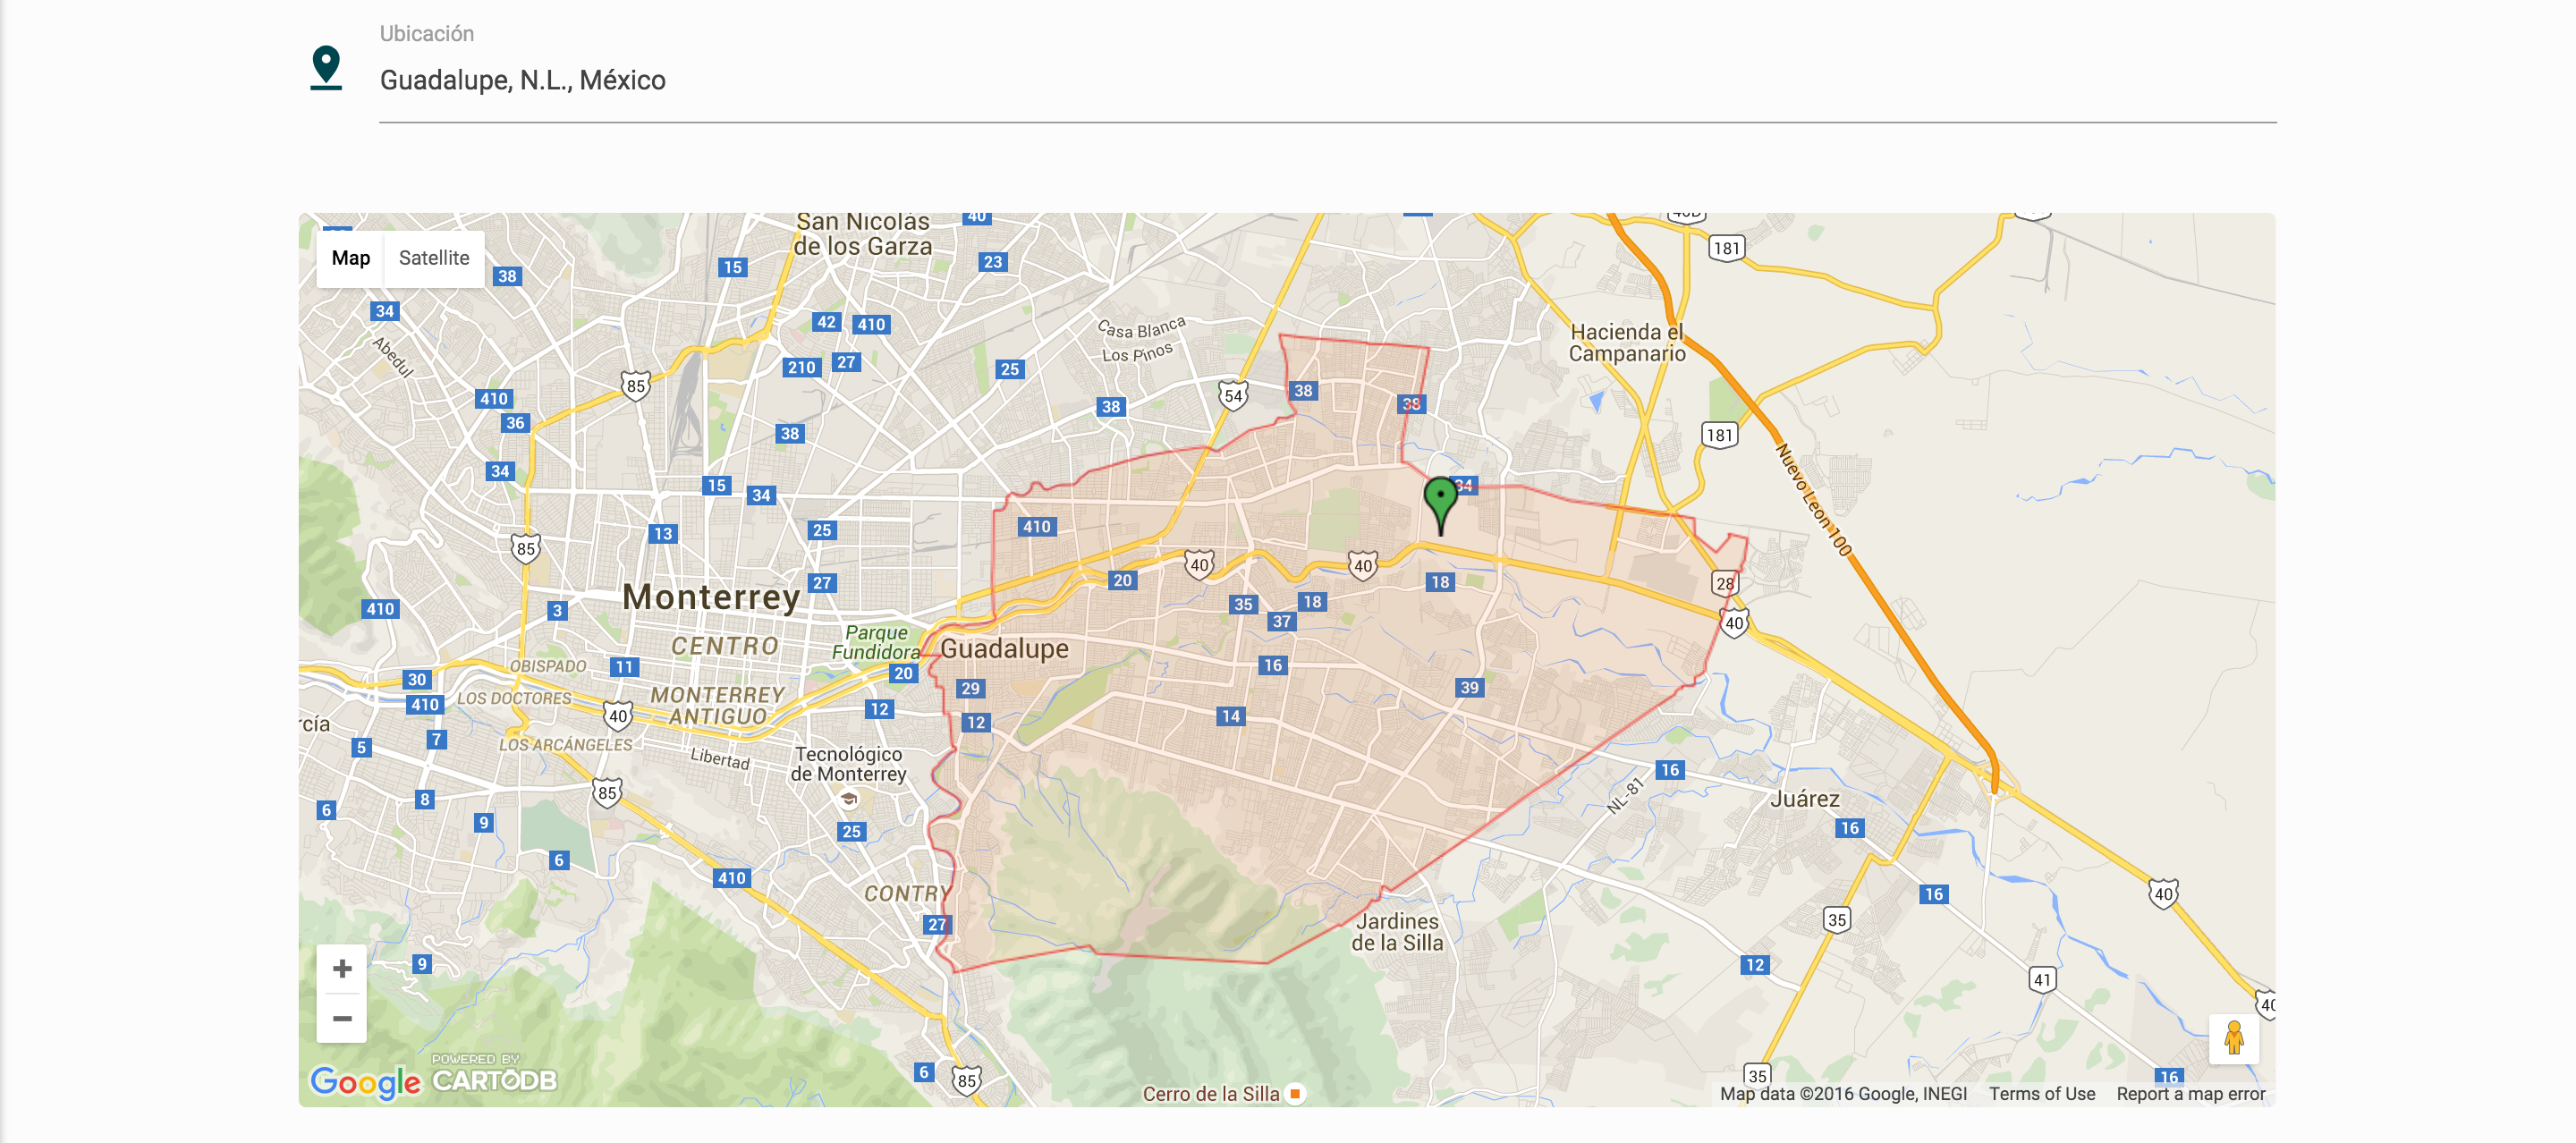 Ubicación
Guadalupe, N.L., México
Map
Satellite
San Nicolás
de los Garza
40
40D
181
38
15
23
34
42
410
Casa Blanca
Hacienda el
Campanario
Abedul
210
27
Los Pinos
25
85
54
38
38
410
38
36
38
181
34
15
34
34
Nuevo Leon 100
13
25
410
85
40
40
27
20
18
28
410
3
Monterrey
35
18
37
40
Parque
Fundidora
CENTRO
Guadalupe
OBISPADO
11
16
20
30
29
39
LOS DOCTORES
MONTERREY
ANTIGUO
410
12
12
14
40
rcía
7
5
LOS ARCÁNGELES
Libertad
Tecnológico
de Monterrey
16
85
NL-81
Juárez
8
6
9
25
16
6
410
CONTRY
16
40
27
35
Jardines
de la Silla
9
12
41
40
POWERED BY
CARTODB
Google
6
85
35
16
Cerro de la Silla
Map data ©2016 Google, INEGI
Terms of Use
Report a map error